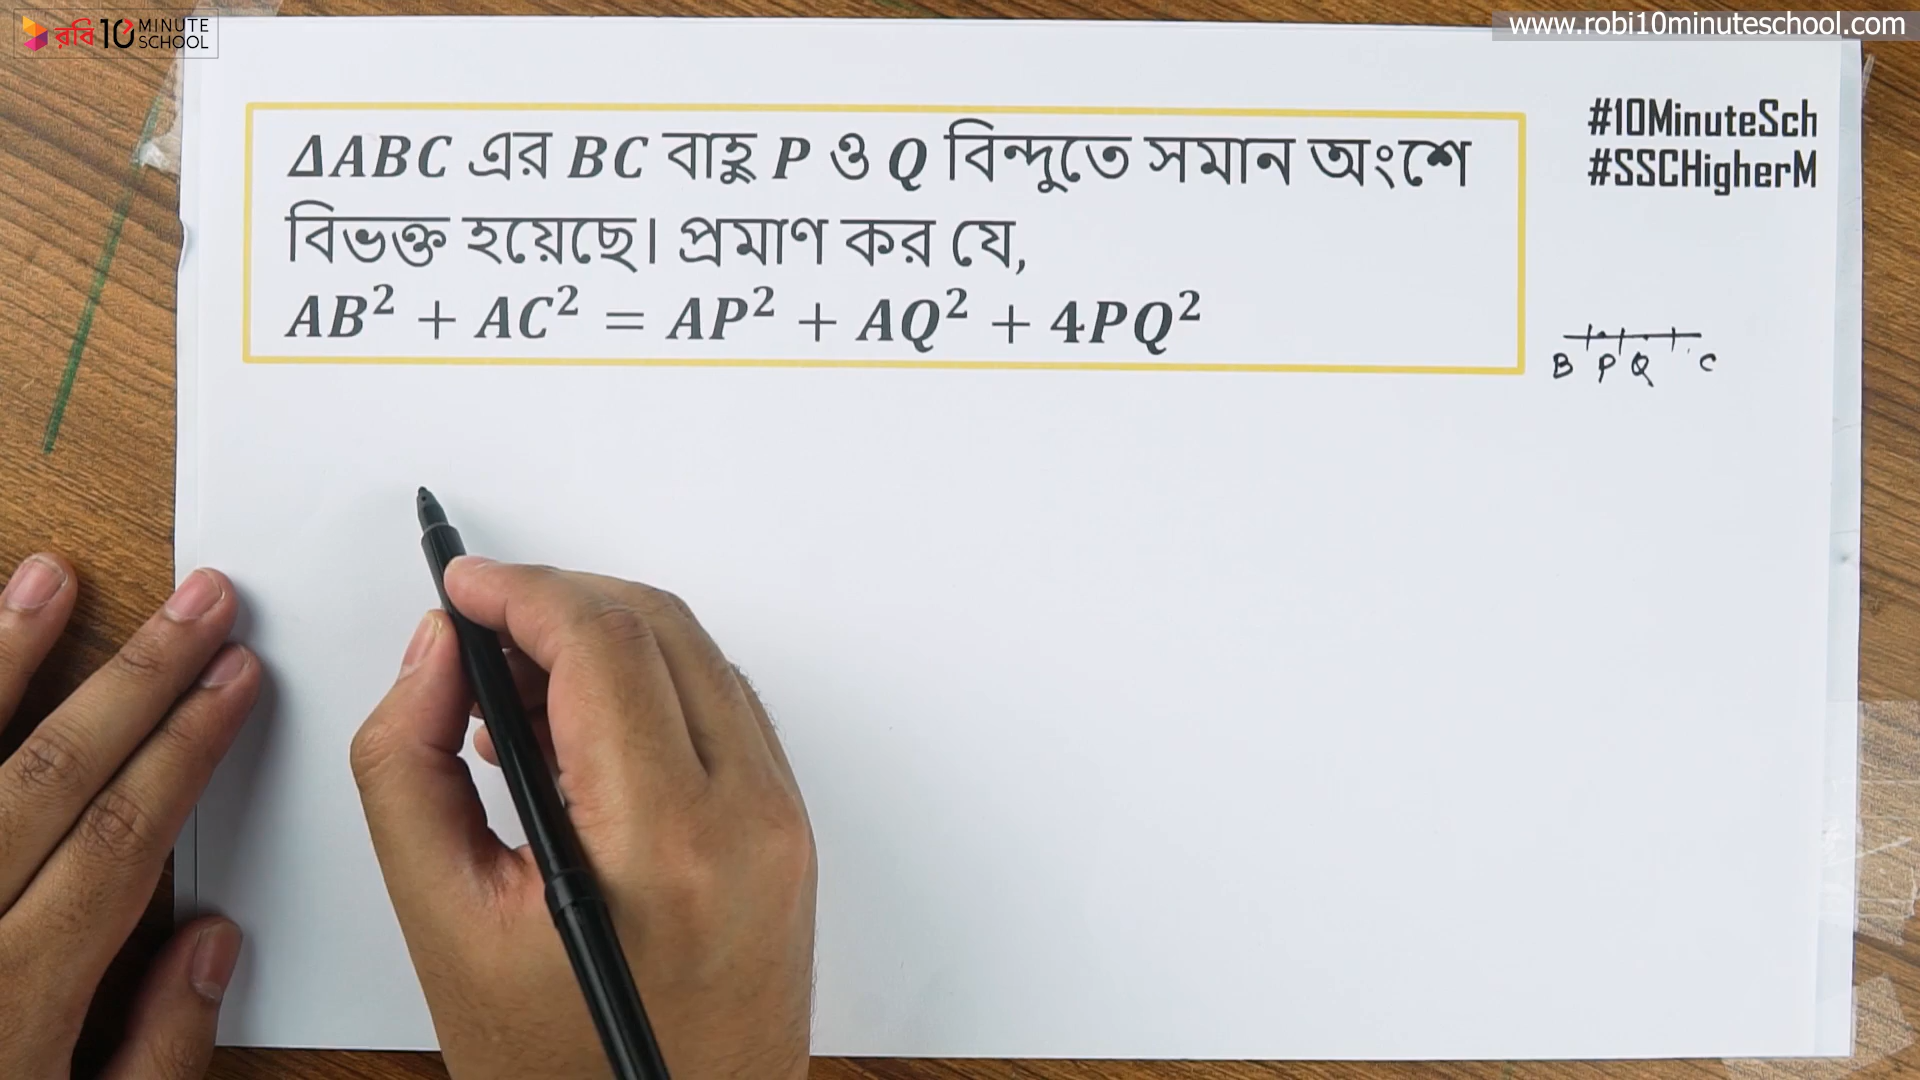 রবি 10 MINUTE SCHOOL
www.robi10minuteschool.com
#10MinuteSch
#SSCHigherM
ΔABC এর BC বাহু P ও Q বিন্দুতে সমান অংশে
বিভক্ত হয়েছে। প্রমাণ কর যে,
AB² + AC² = AP² + AQ² + 4PQ²
B P Q C